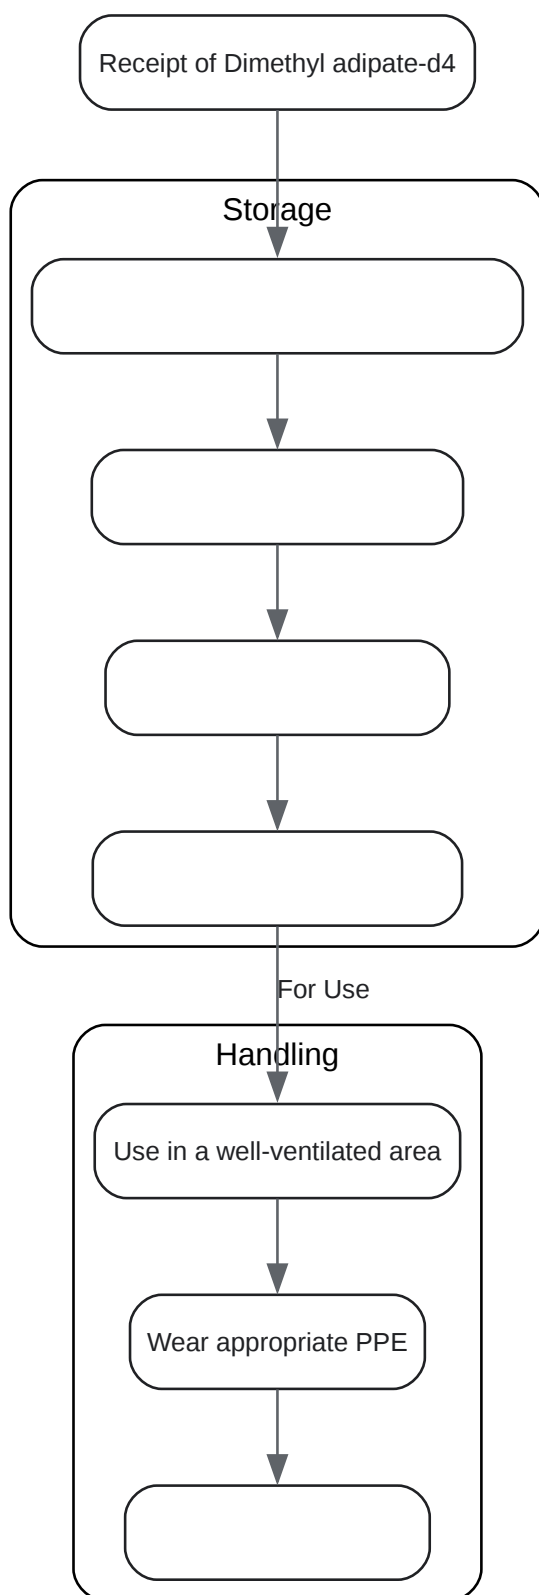 Receipt of Dimethyl adipate-d4
Storage
For Use
Handling
Use in a well-ventilated area
Wear appropriate PPE